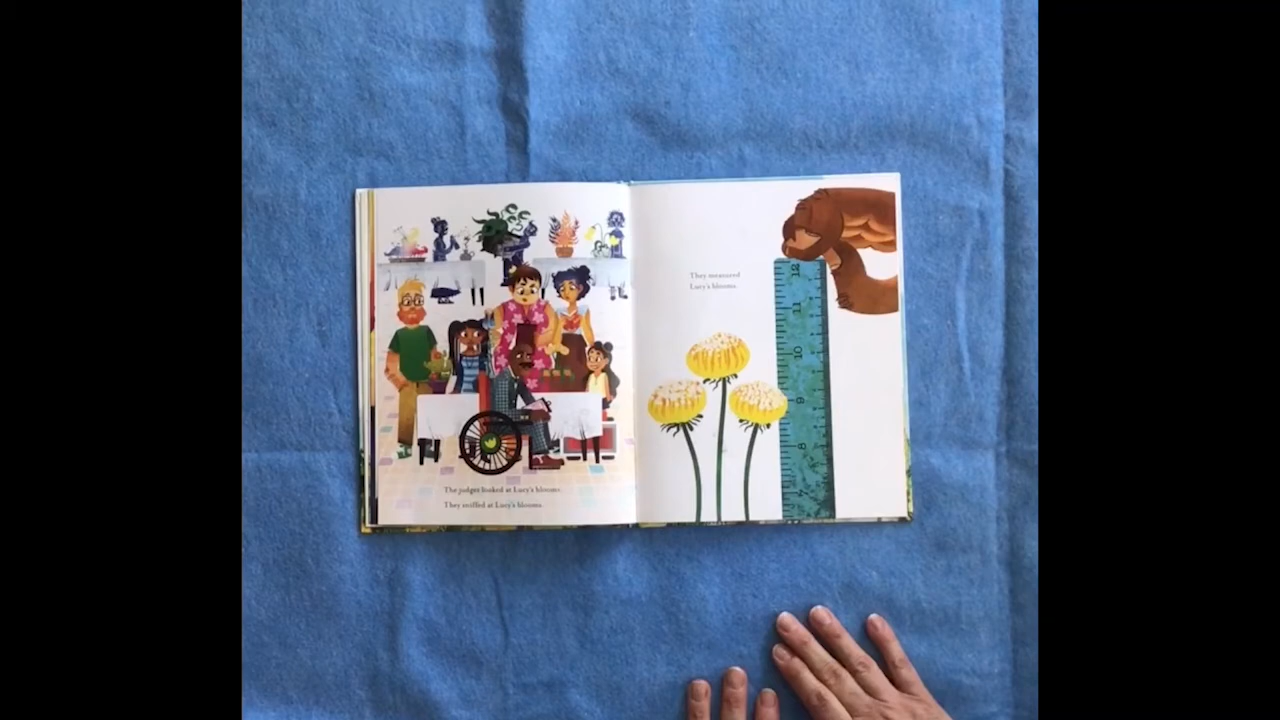 The judges looked at Lucy's blooms.
They sniffed at Lucy's blooms.
They measured
Lucy's blooms.
12
11
10
9
8
7